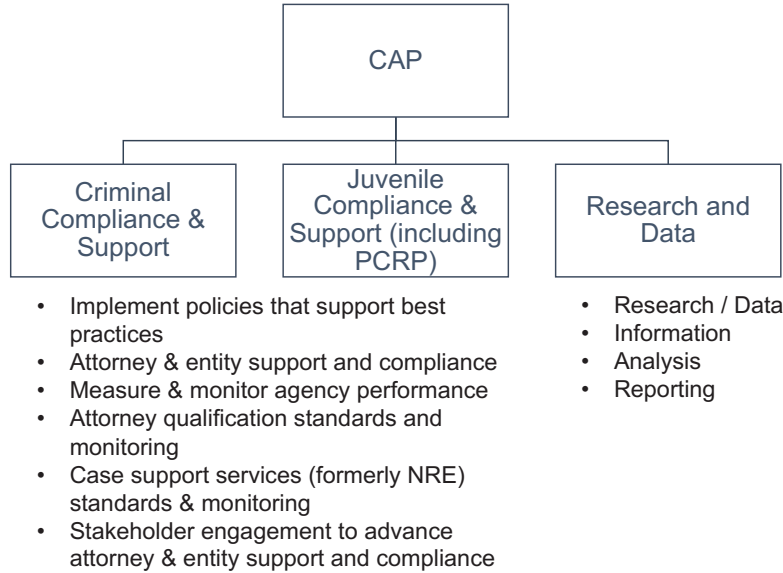 CAP
Criminal
Compliance &
Support
Juvenile
Compliance &
Support (including
PCRP)
Research and
Data
• Implement policies that support best
practices
• Attorney & entity support and compliance
• Measure & monitor agency performance
• Attorney qualification standards and
monitoring
• Case support services (formerly NRE)
standards & monitoring
• Stakeholder engagement to advance
attorney & entity support and compliance
• Research / Data
• Information
• Analysis
• Reporting